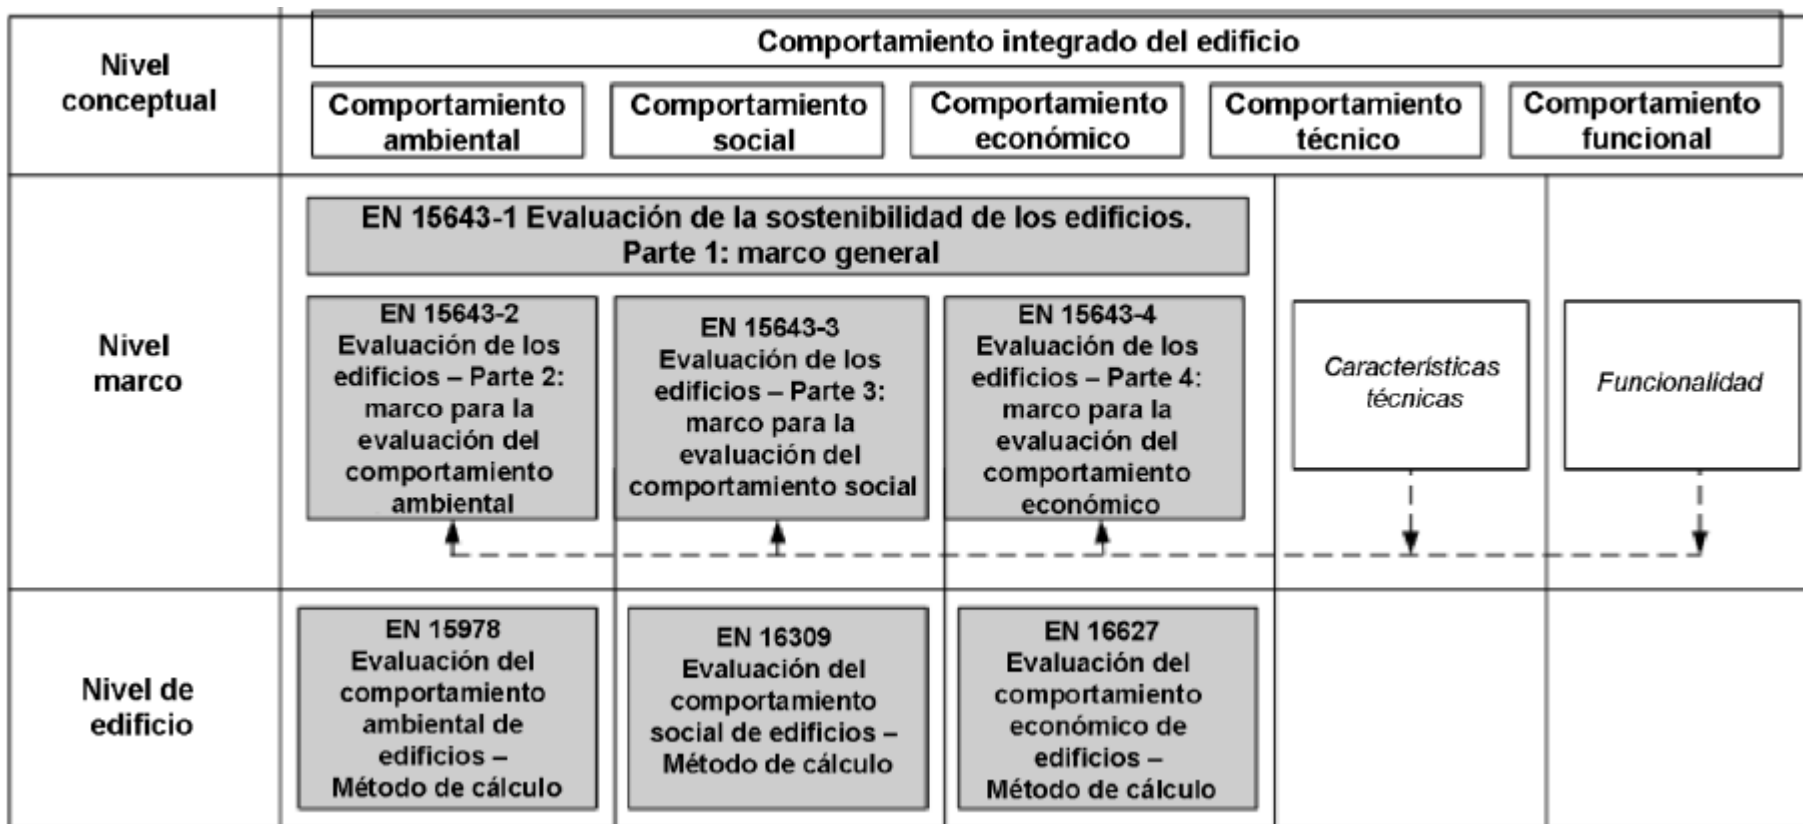 Comportamiento integrado del edificio
Nivel
conceptual
Comportamiento
ambiental
Comportamiento
social
Comportamiento
económico
Comportamiento
técnico
Comportamiento
funcional
EN 15643-1 Evaluación de la sostenibilidad de los edificios.
Parte 1: marco general
Nivel
marco
EN 15643-2
Evaluación de los
edificios – Parte 2:
marco para la
evaluación del
comportamiento
ambiental
EN 15643-3
Evaluación de los
edificios – Parte 3:
marco para la
evaluación del
comportamiento social
EN 15643-4
Evaluación de los
edificios – Parte 4:
marco para la
evaluación del
comportamiento
económico
Características
técnicas
Funcionalidad
Nivel de
edificio
EN 15978
Evaluación del
comportamiento
ambiental de
edificios –
Método de cálculo
EN 16309
Evaluación del
comportamiento
social de edificios –
Método de cálculo
EN 16627
Evaluación del
comportamiento
económico de
edificios –
Método de cálculo